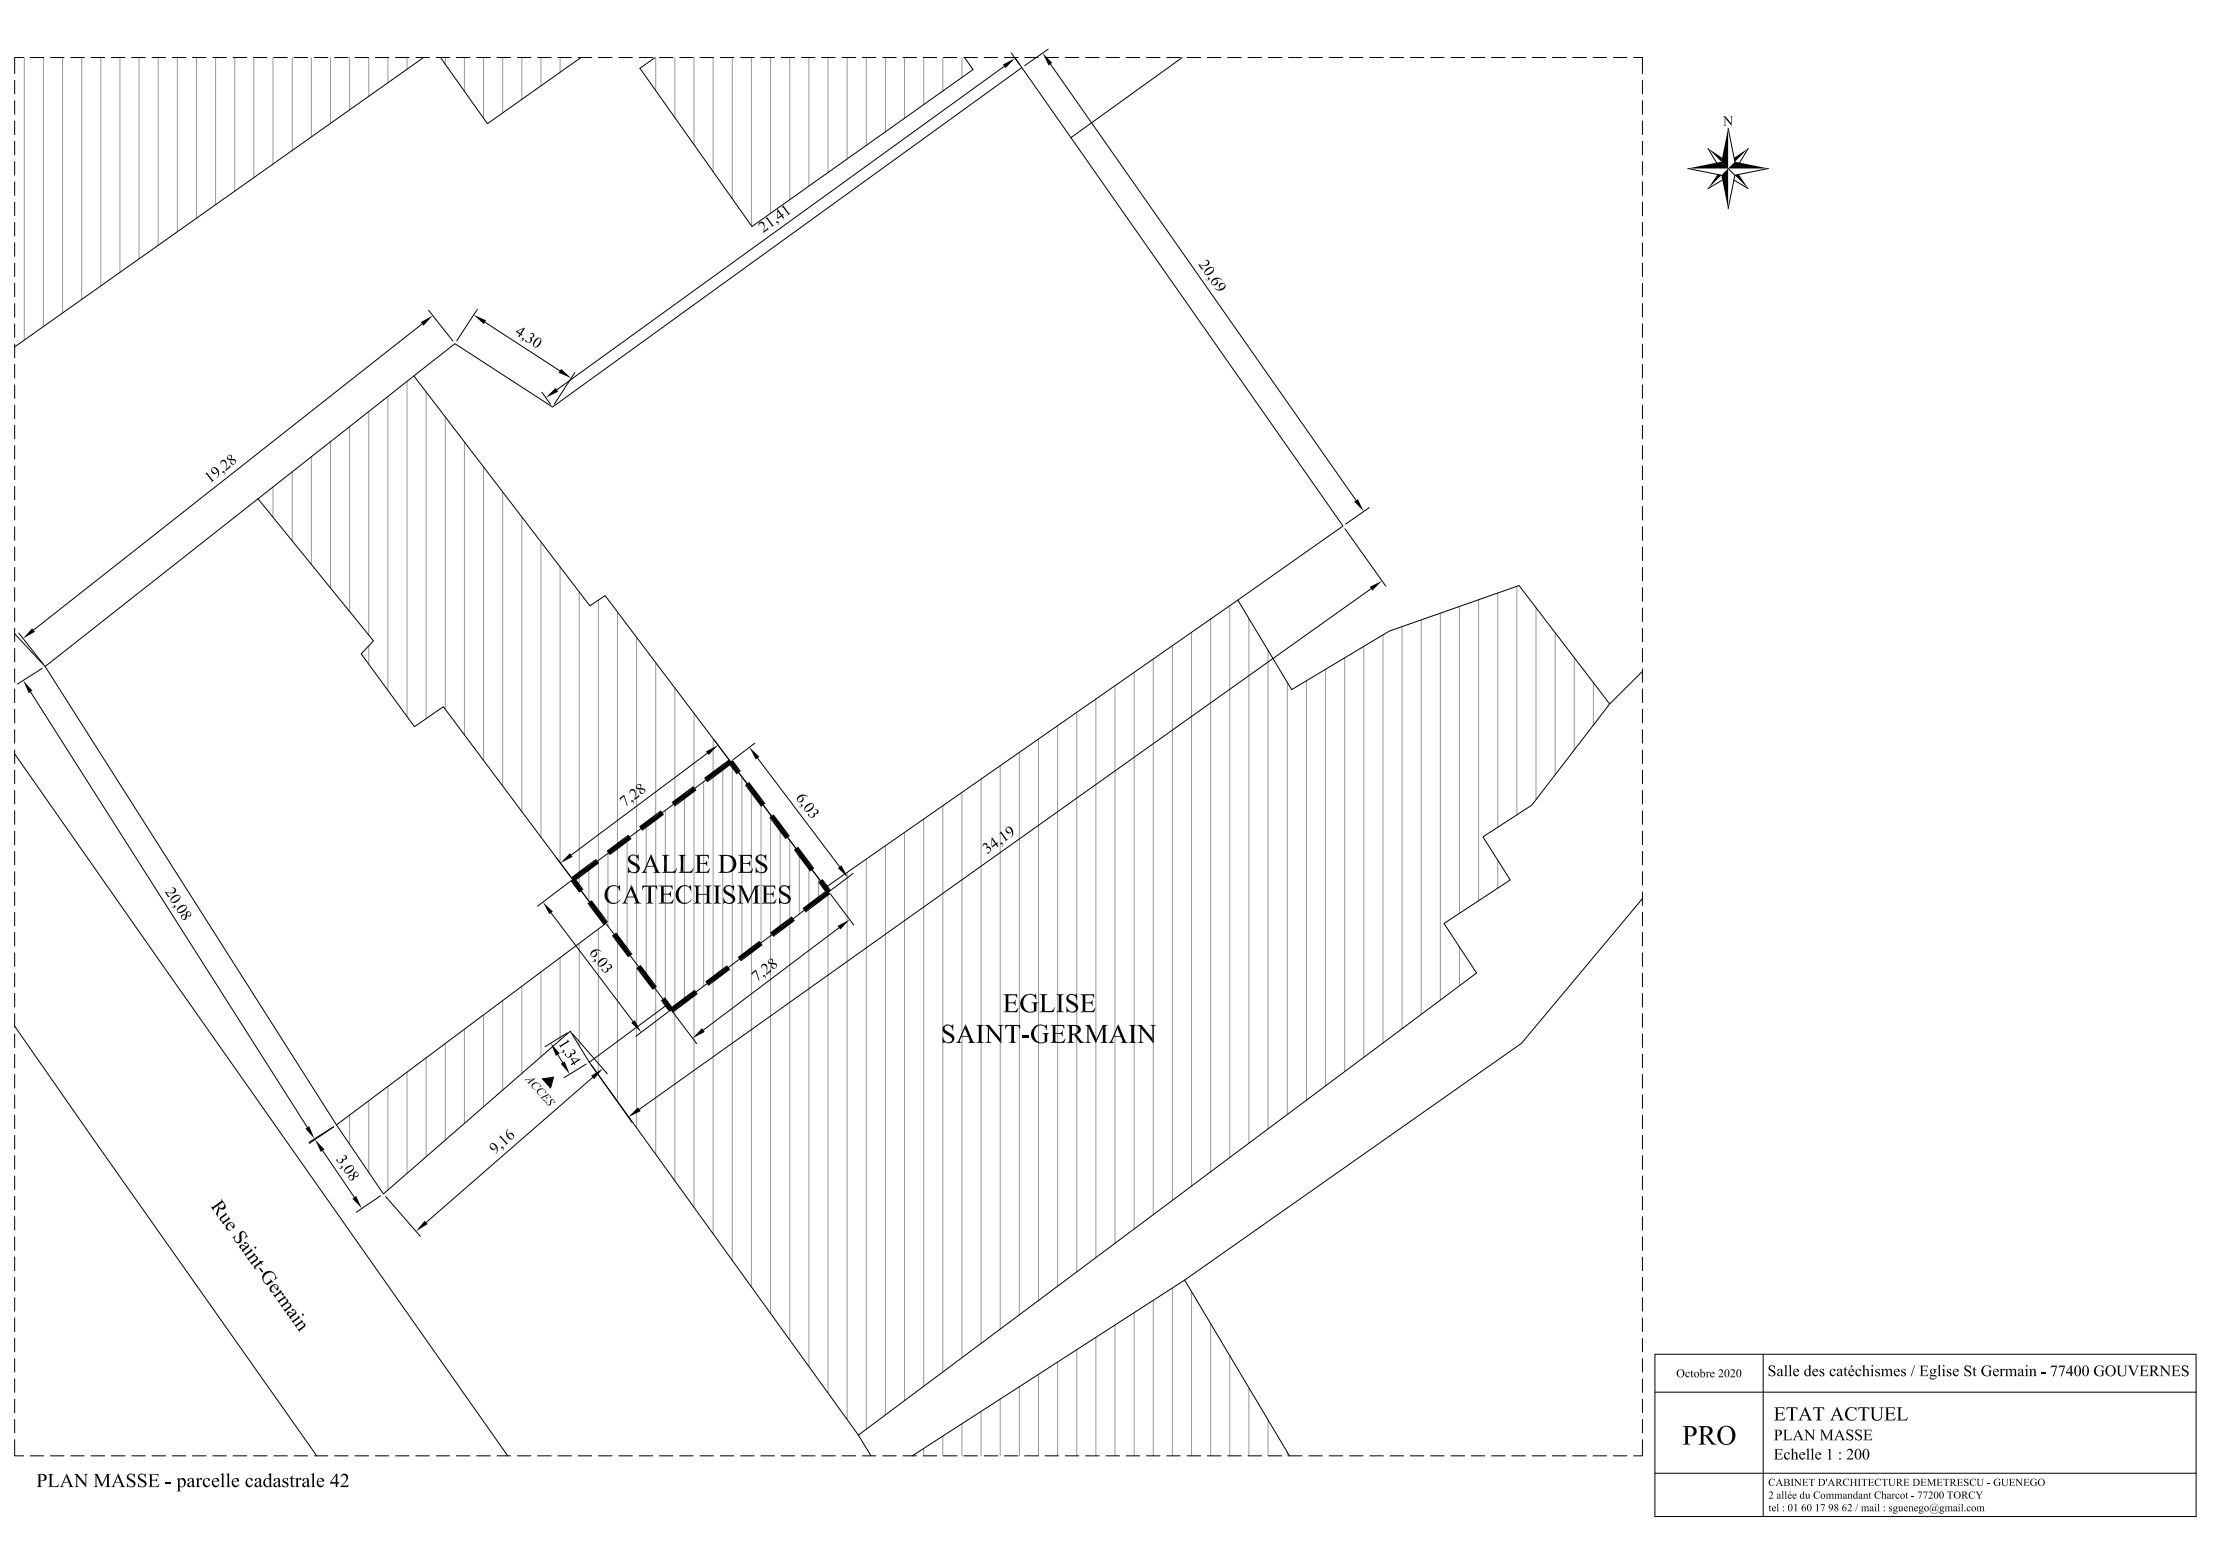 N
21,41
20,69
4,30
19,28
7,28
6,03
34,19
SALLE DES
CATECHISMES
20,08
6,03
7,28
EGLISE
SAINT-GERMAIN
1,34
ACCES
9,16
3,08
Rue Saint-Germain
PLAN MASSE - parcelle cadastrale 42
Octobre 2020
Salle des catéchismes / Eglise St Germain - 77400 GOUVERNES
PRO
ETAT ACTUEL
PLAN MASSE
Echelle 1 : 200
CABINET D'ARCHITECTURE DEMETRESCU - GUENEGO
2 allée du Commandant Charcot - 77200 TORCY
tel : 01 60 17 98 62 / mail : sguenego@gmail.com